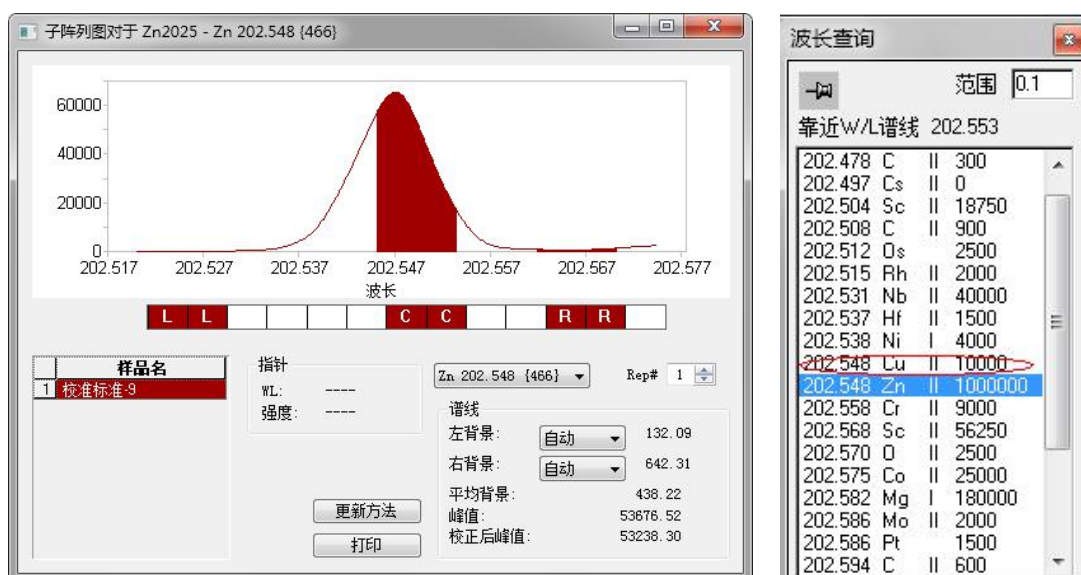 子阵列图对于 Zn2025 - Zn 202.548 {466}
60000
40000
20000
0
202.517 202.527 202.537 202.547 202.557 202.567 202.577
波长
L L C C R R
样品名
1 校准标准-9
指针
WL: ----
强度: ----
Zn 202.548 {466} Rep# 1
谱线
左背景: 自动 132.09
右背景: 自动 642.31
平均背景: 438.22
峰值: 53676.52
校正后峰值: 53238.30
更新方法
打印
波长查询
范围 0.1
靠近W/L谱线 202.553
202.478 C II 300
202.497 Cs II 0
202.504 Sc II 18750
202.508 C II 900
202.512 Os 2500
202.515 Rh II 2000
202.531 Nb II 40000
202.537 Hf II 1500
202.538 Ni I 4000
202.548 Cu II 10000
202.548 Zn II 1000000
202.558 Cr II 9000
202.568 Sc II 56250
202.570 O II 2500
202.575 Co II 25000
202.582 Mg I 180000
202.586 Mo II 2000
202.586 Pt 1500
202.594 C II 600